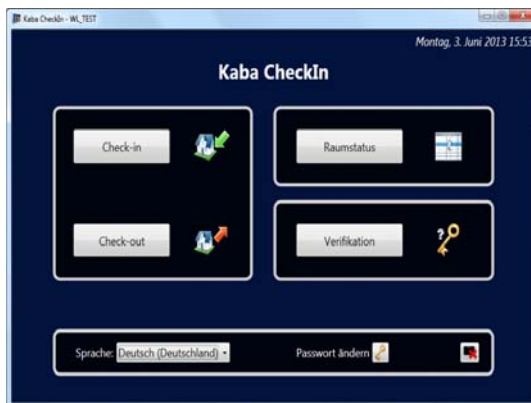 Kaba CheckIn - WI_TEST
Montag, 3. Juni 2013 15:53
Kaba CheckIn
Check-in
Raumstatus
Check-out
Verifikation
?
Sprache: Deutsch (Deutschland)
Passwort ändern